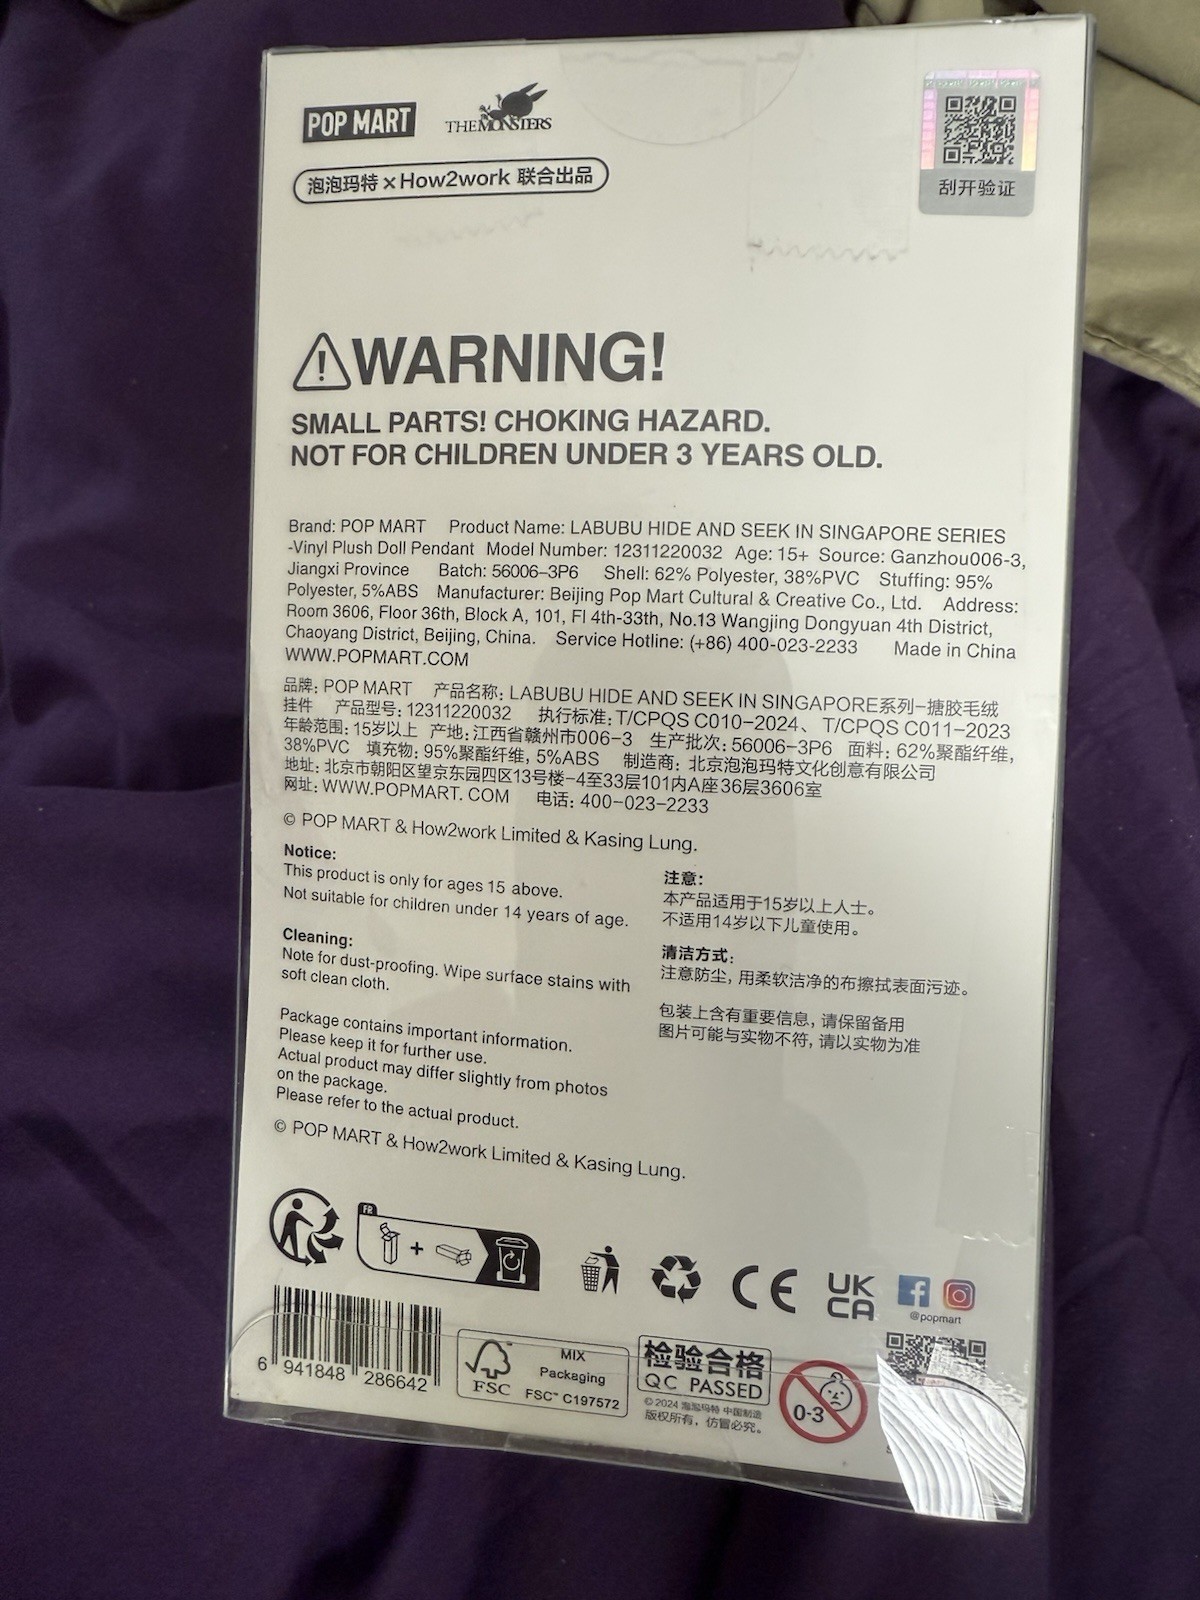 POP MART
THE MONSTERS
泡泡玛特 × How2work 联合出品
刮开验证
WARNING!
SMALL PARTS! CHOKING HAZARD.
NOT FOR CHILDREN UNDER 3 YEARS OLD.
Brand: POP MART Product Name: LABUBU HIDE AND SEEK IN SINGAPORE SERIES
-Vinyl Plush Doll Pendant Model Number: 12311220032 Age: 15+ Source: Ganzhou006-3,
Jiangxi Province Batch: 56006-3P6 Shell: 62% Polyester, 38%PVC Stuffing: 95%
Polyester, 5%ABS Manufacturer: Beijing Pop Mart Cultural & Creative Co., Ltd. Address:
Room 3606, Floor 36th, Block A, 101, Fl 4th-33th, No.13 Wangjing Dongyuan 4th District,
Chaoyang District, Beijing, China. Service Hotline: (+86) 400-023-2233 Made in China
WWW.POPMART.COM
品牌: POP MART 产品名称: LABUBU HIDE AND SEEK IN SINGAPORE系列-搪胶毛绒
挂件 产品型号: 12311220032 执行标准: T/CPQS C010-2024、 T/CPQS C011-2023
年龄范围: 15岁以上 产地: 江西省赣州市006-3 生产批次: 56006-3P6 面料: 62%聚酯纤维,
38%PVC 填充物: 95%聚酯纤维, 5%ABS 制造商: 北京泡泡玛特文化创意有限公司
地址: 北京市朝阳区望京东园四区13号楼-4至33层101内A座36层3606室
网址: WWW.POPMART. COM 电话: 400-023-2233
© POP MART & How2work Limited & Kasing Lung.
Notice:
This product is only for ages 15 above.
Not suitable for children under 14 years of age.
Cleaning:
Note for dust-proofing. Wipe surface stains with
soft clean cloth.
Package contains important information.
Please keep it for further use.
Actual product may differ slightly from photos
on the package.
Please refer to the actual product.
© POP MART & How2work Limited & Kasing Lung.
注意:
本产品适用于15岁以上人士。
不适用14岁以下儿童使用。
清洁方式:
注意防尘, 用柔软洁净的布擦拭表面污迹。
包装上含有重要信息, 请保留备用
图片可能与实物不符, 请以实物为准
FR
+
CE
UK
CA
@popmart
6 941848 286642
FSC
MIX
Packaging
FSC™ C197572
检验合格
QC PASSED
© 2024 泡泡玛特 中国制造
版权所有, 仿冒必究。
0-3